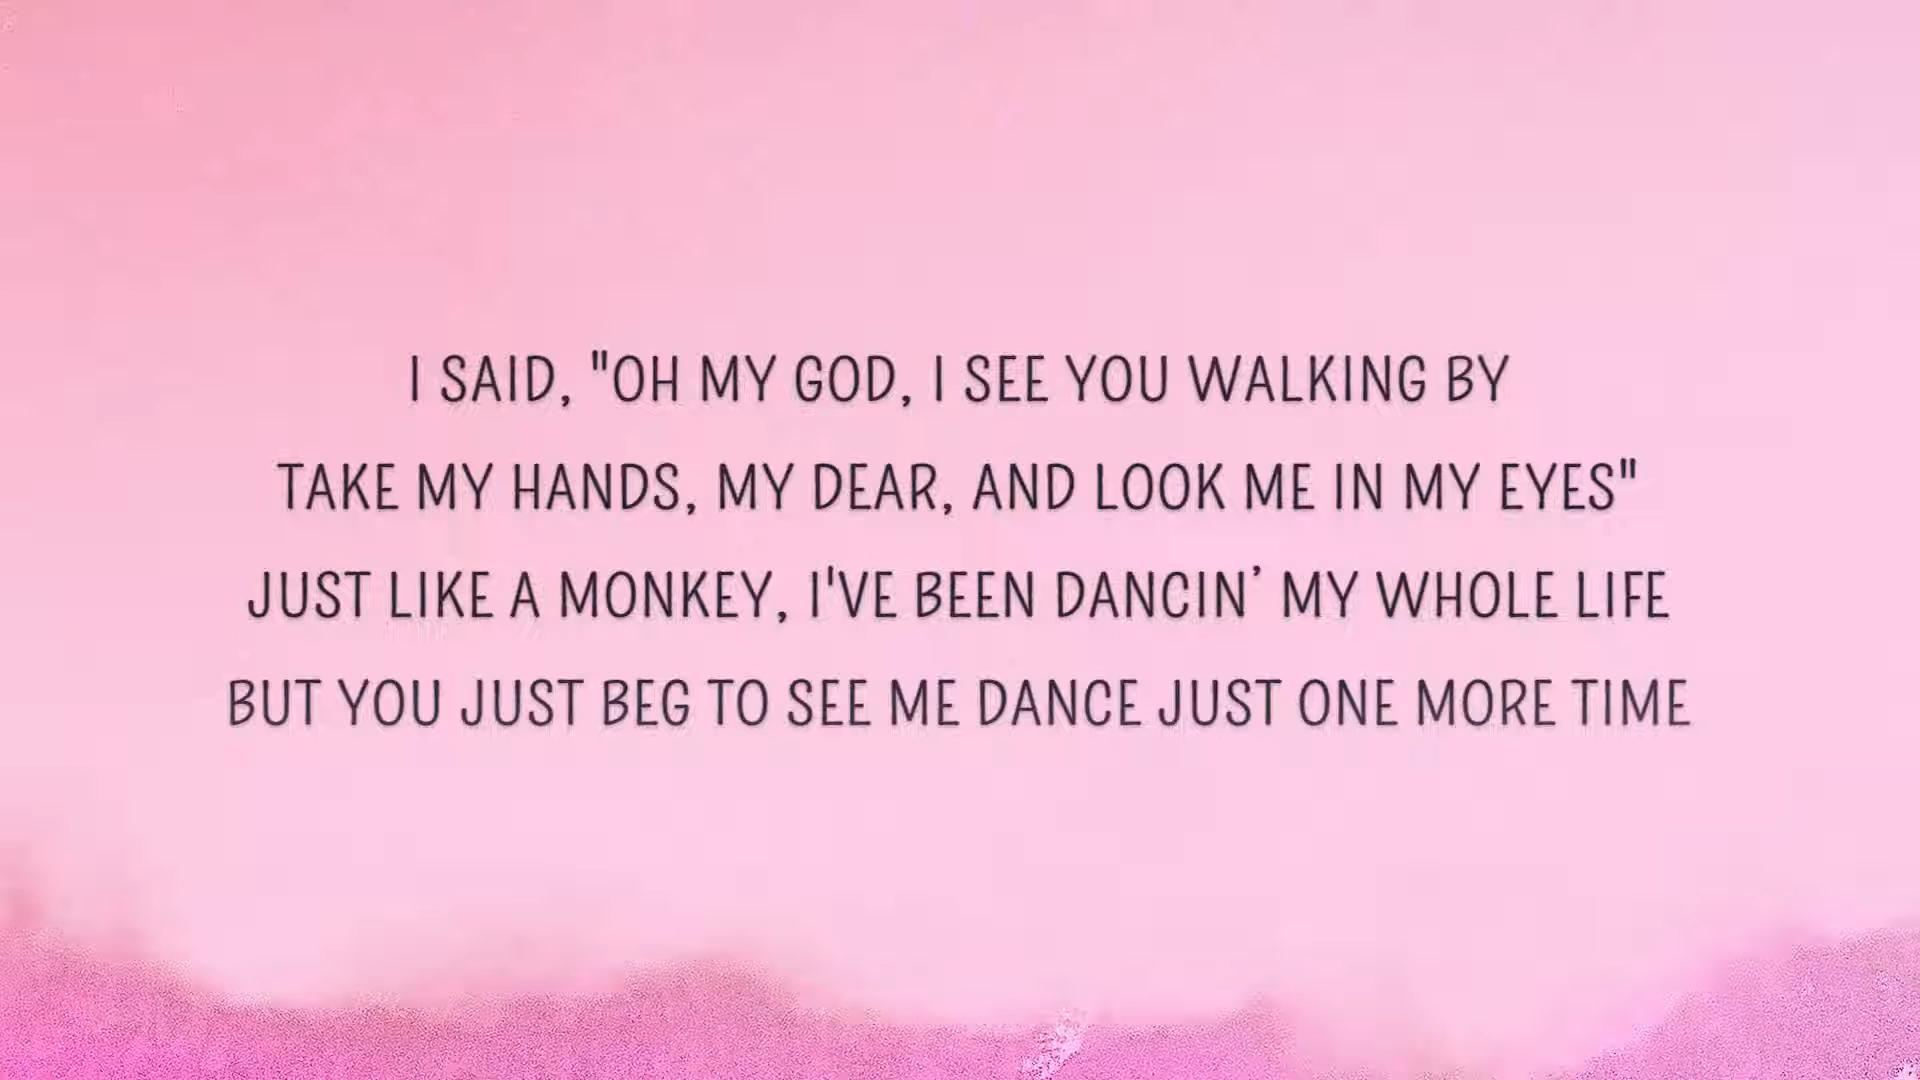 I SAID, "OH MY GOD, I SEE YOU WALKING BY
TAKE MY HANDS, MY DEAR, AND LOOK ME IN MY EYES"
JUST LIKE A MONKEY, I'VE BEEN DANCIN’ MY WHOLE LIFE
BUT YOU JUST BEG TO SEE ME DANCE JUST ONE MORE TIME